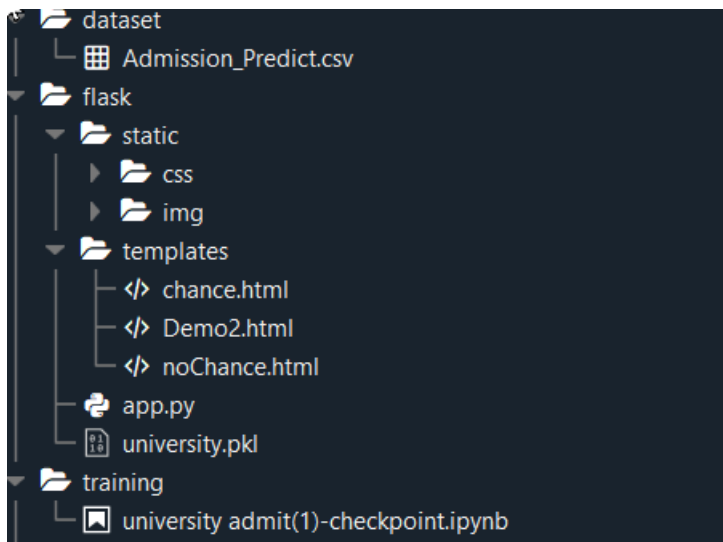 dataset
Admission_Predict.csv
flask
static
css
img
templates
chance.html
Demo2.html
noChance.html
app.py
university.pkl
training
university admit(1)-checkpoint.ipynb